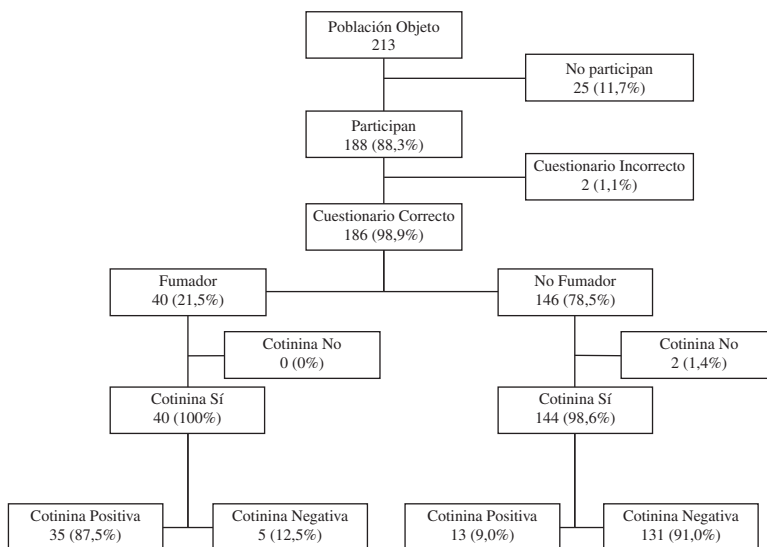 Población Objeto
213
No participan
25 (11,7%)
Participan
188 (88,3%)
Cuestionario Incorrecto
2 (1,1%)
Cuestionario Correcto
186 (98,9%)
Fumador
40 (21,5%)
No Fumador
146 (78,5%)
Cotinina No
0 (0%)
Cotinina No
2 (1,4%)
Cotinina Sí
40 (100%)
Cotinina Sí
144 (98,6%)
Cotinina Positiva
35 (87,5%)
Cotinina Negativa
5 (12,5%)
Cotinina Positiva
13 (9,0%)
Cotinina Negativa
131 (91,0%)